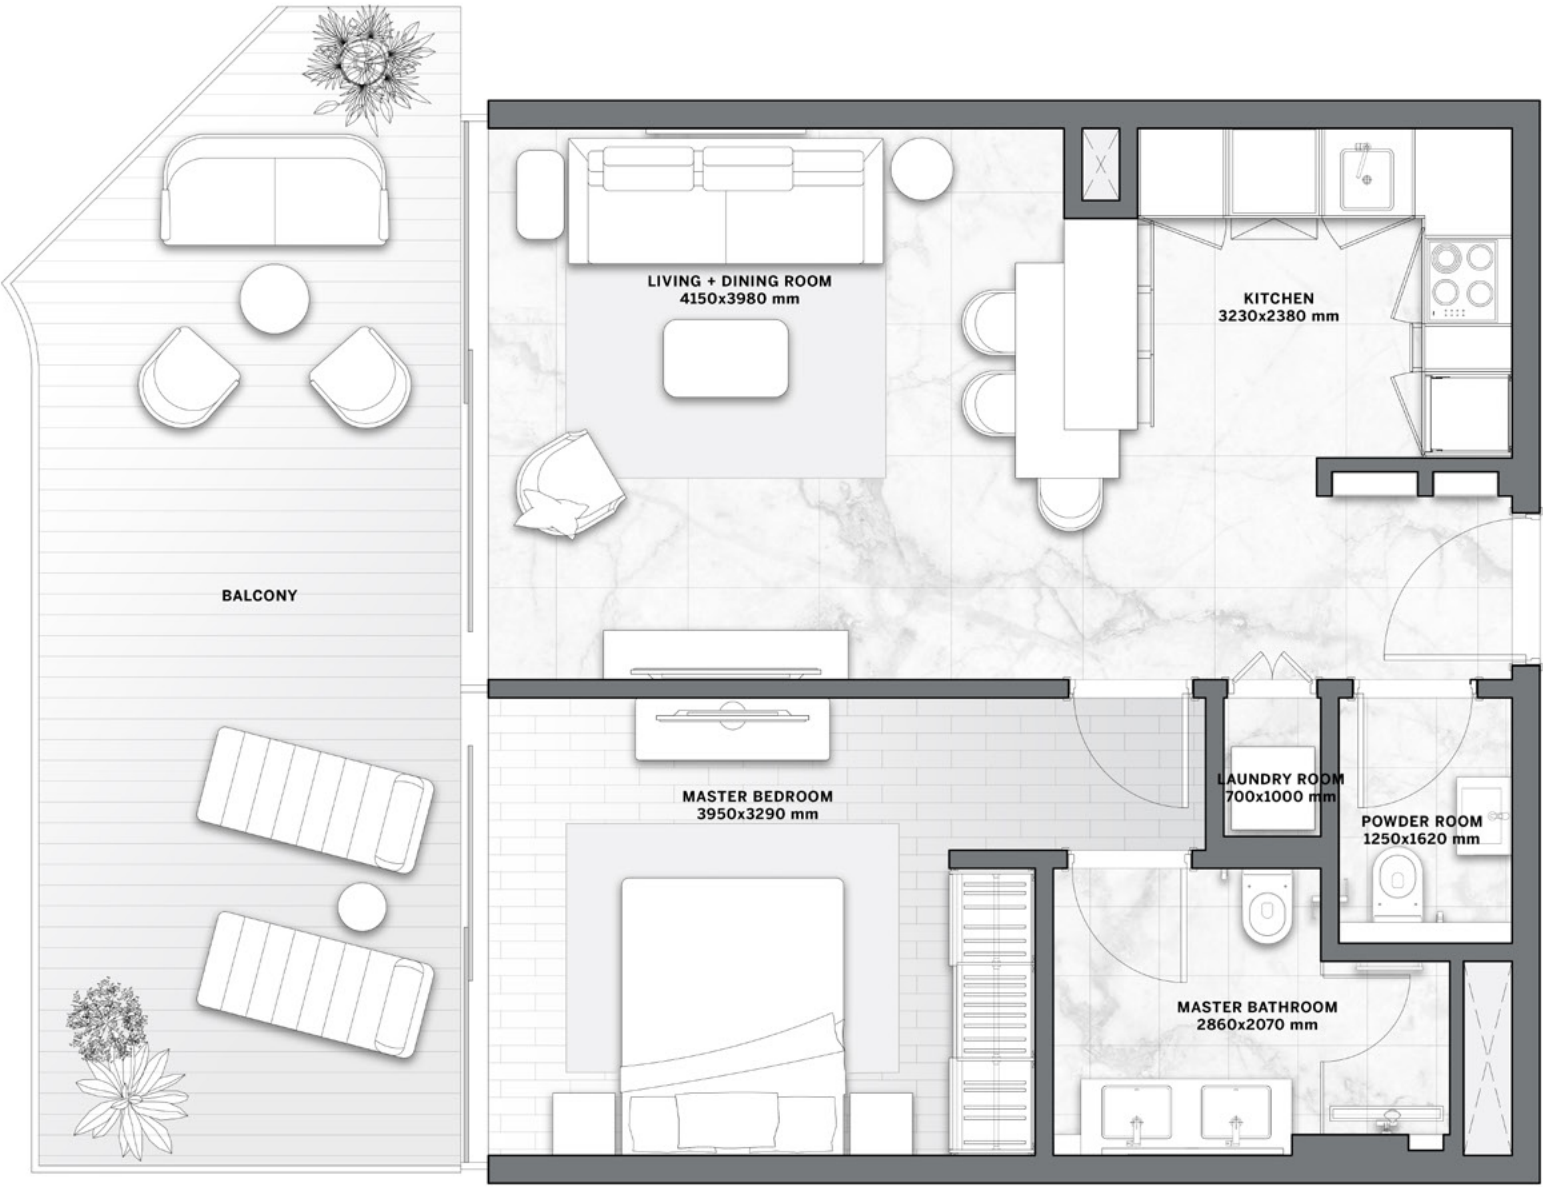 LIVING + DINING ROOM
4150x3980 mm
KITCHEN
3230x2380 mm
BALCONY
MASTER BEDROOM
3950x3290 mm
LAUNDRY ROOM
700x1000 mm
POWDER ROOM
1250x1620 mm
MASTER BATHROOM
2860x2070 mm